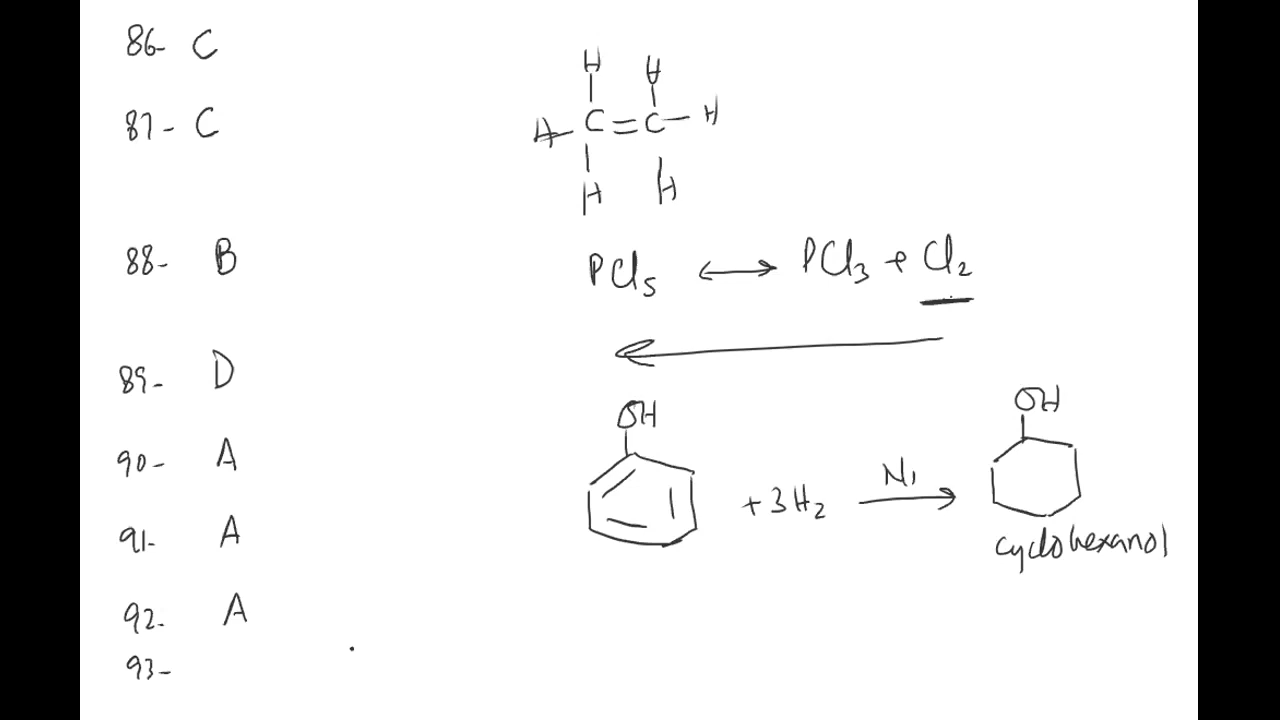 86- C
87- C
H H
H C = C - H
H H
88- B
PCl5 ⟷ PCl3 + Cl2
89- D
90- A
OH
+ 3H2 Ni →
OH
cyclohexanol
91- A
92- A
93-